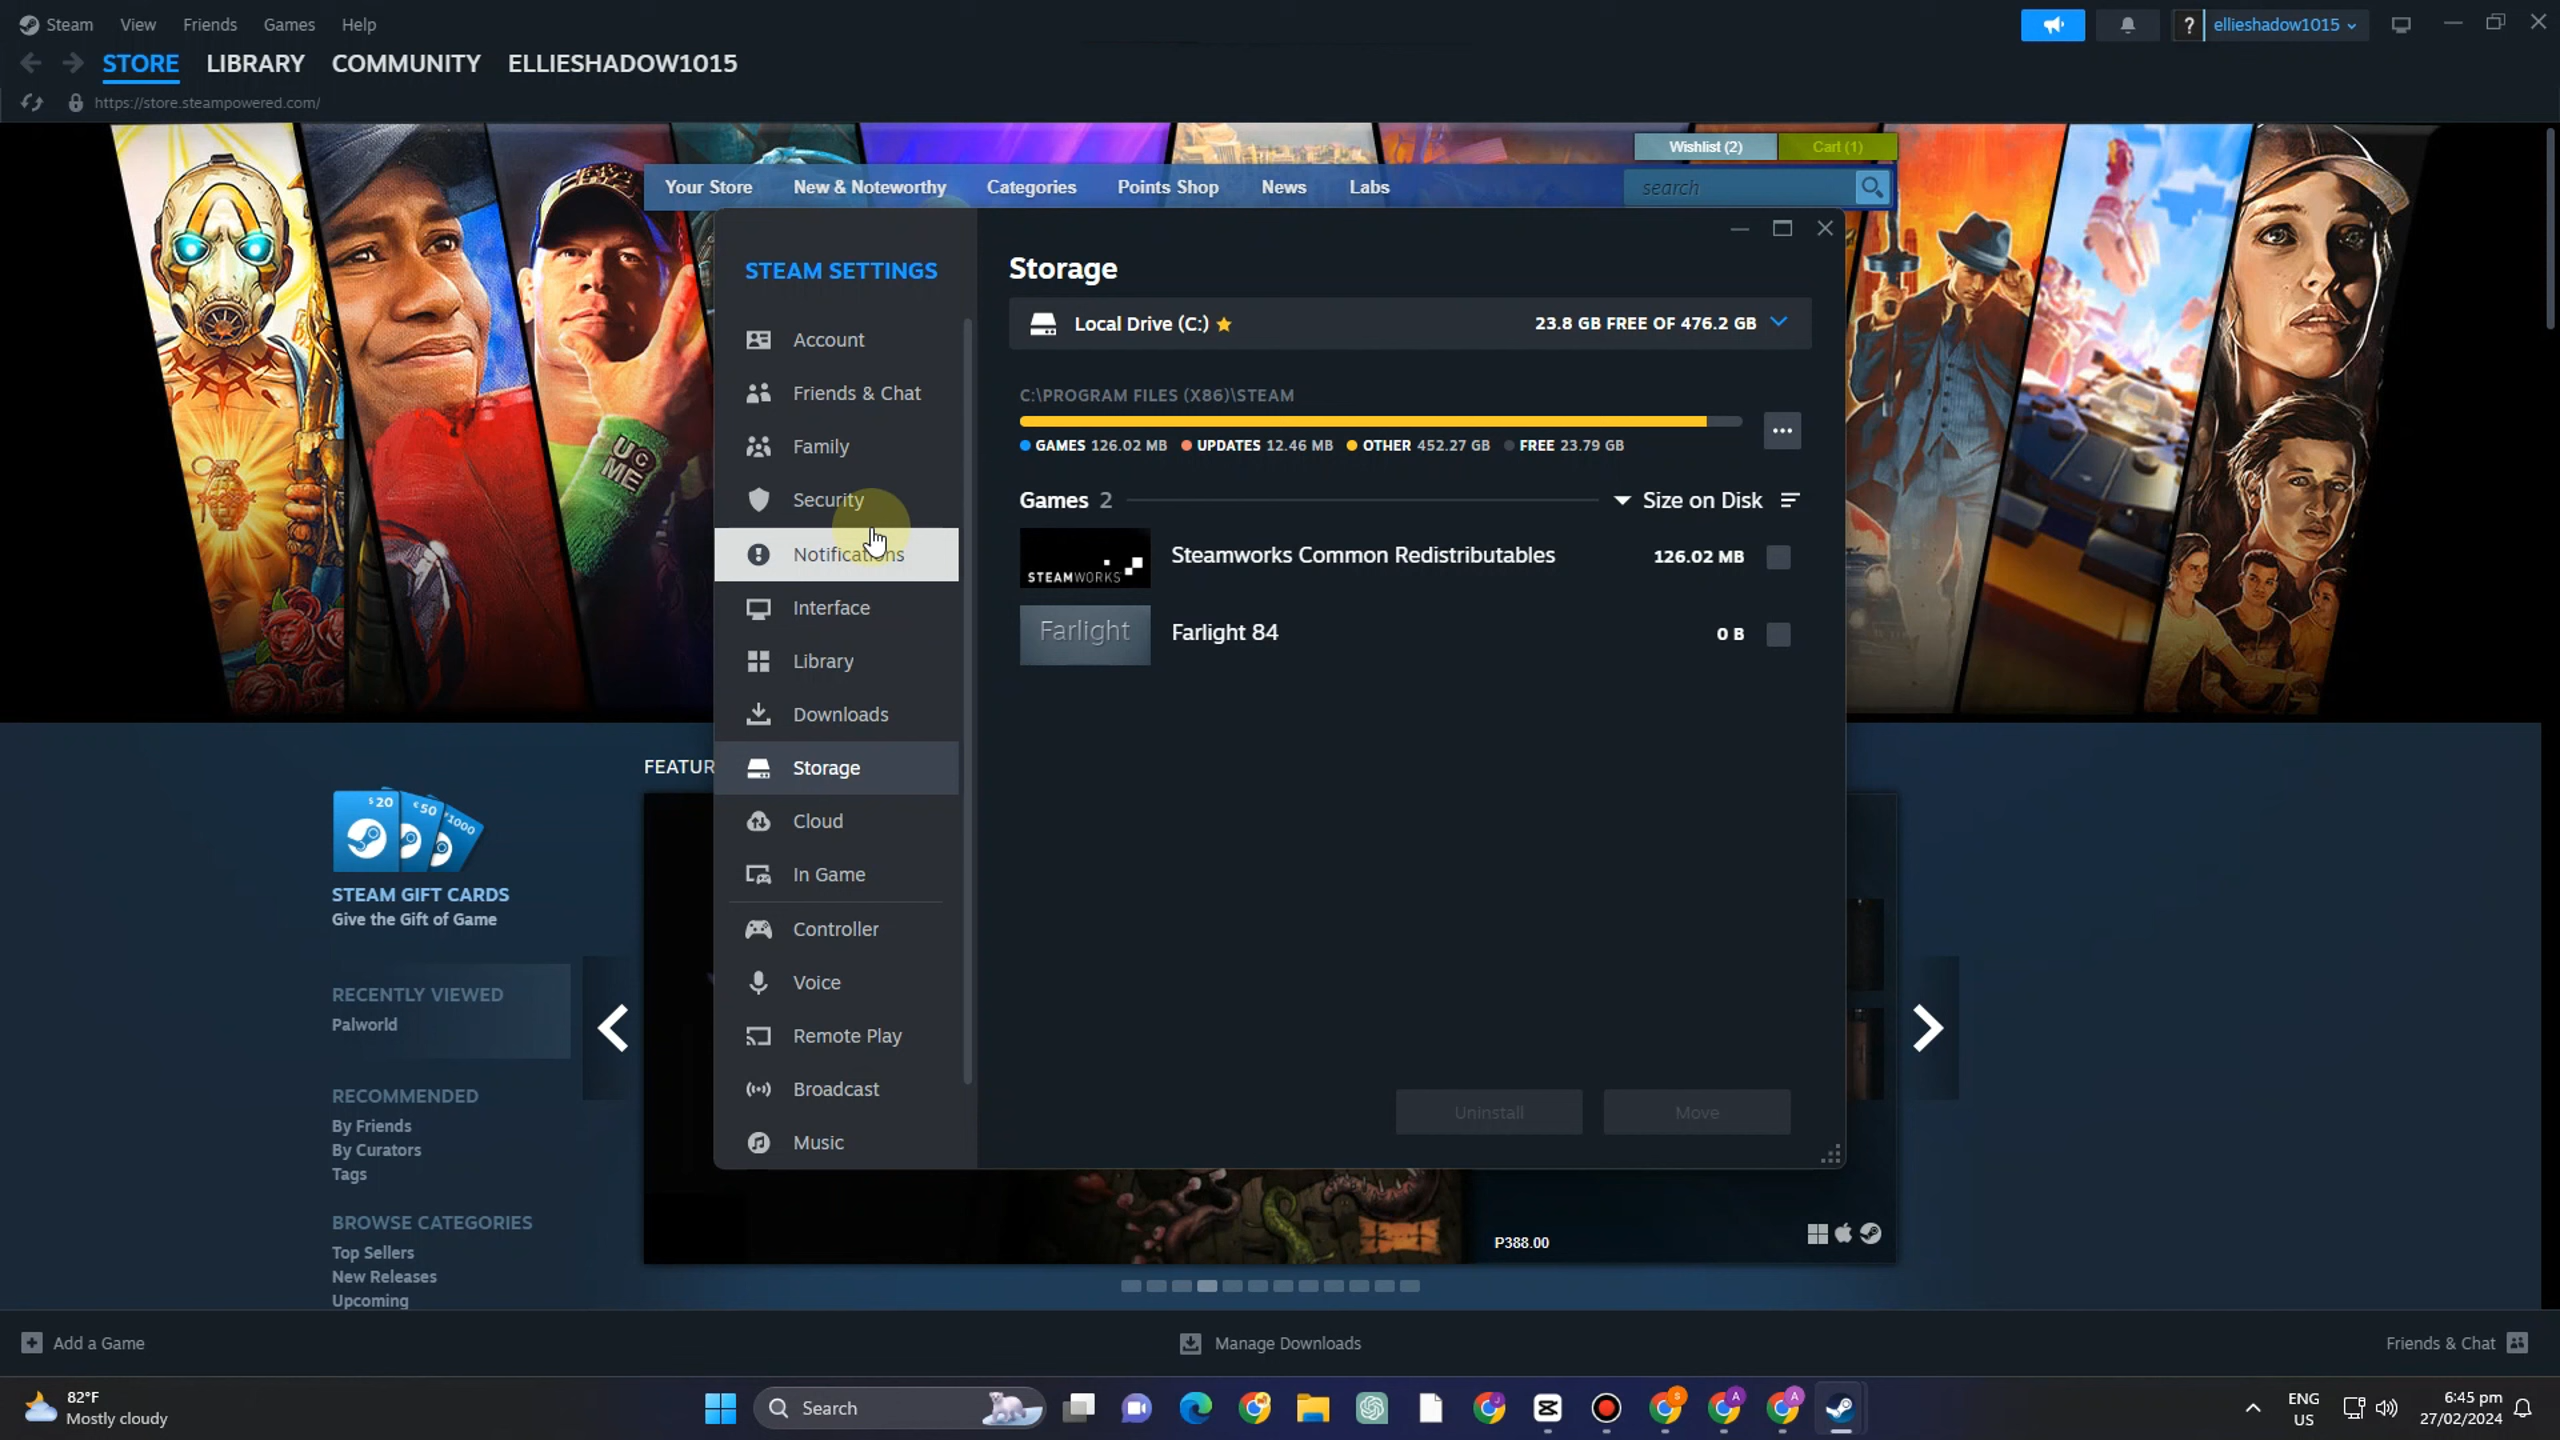 Steam View Friends Games Help
? ellieshadow1015
STORE LIBRARY COMMUNITY ELLIESHADOW1015
https://store.steampowered.com/
Wishlist (2) Cart (1)
Your Store New & Noteworthy Categories Points Shop News Labs search
STEAM SETTINGS
Account
Friends & Chat
Family
Security
Notifications
Interface
Library
Downloads
Storage
Cloud
In Game
Controller
Voice
Remote Play
Broadcast
Music
Storage
Local Drive (C:) 23.8 GB FREE OF 476.2 GB
C:\PROGRAM FILES (X86)\STEAM
GAMES 126.02 MB UPDATES 12.46 MB OTHER 452.27 GB FREE 23.79 GB
Games 2 Size on Disk
STEAMWORKS Steamworks Common Redistributables 126.02 MB
Farlight Farlight 84 0 B
Uninstall Move
UC
ME
FEATUR
$20 €50 1000
STEAM GIFT CARDS
Give the Gift of Game
RECENTLY VIEWED
Palworld
RECOMMENDED
By Friends
By Curators
Tags
BROWSE CATEGORIES
Top Sellers
New Releases
Upcoming
P388.00
Add a Game Manage Downloads Friends & Chat
82°F
Mostly cloudy
Search
J S A A
ENG
US
6:45 pm
27/02/2024